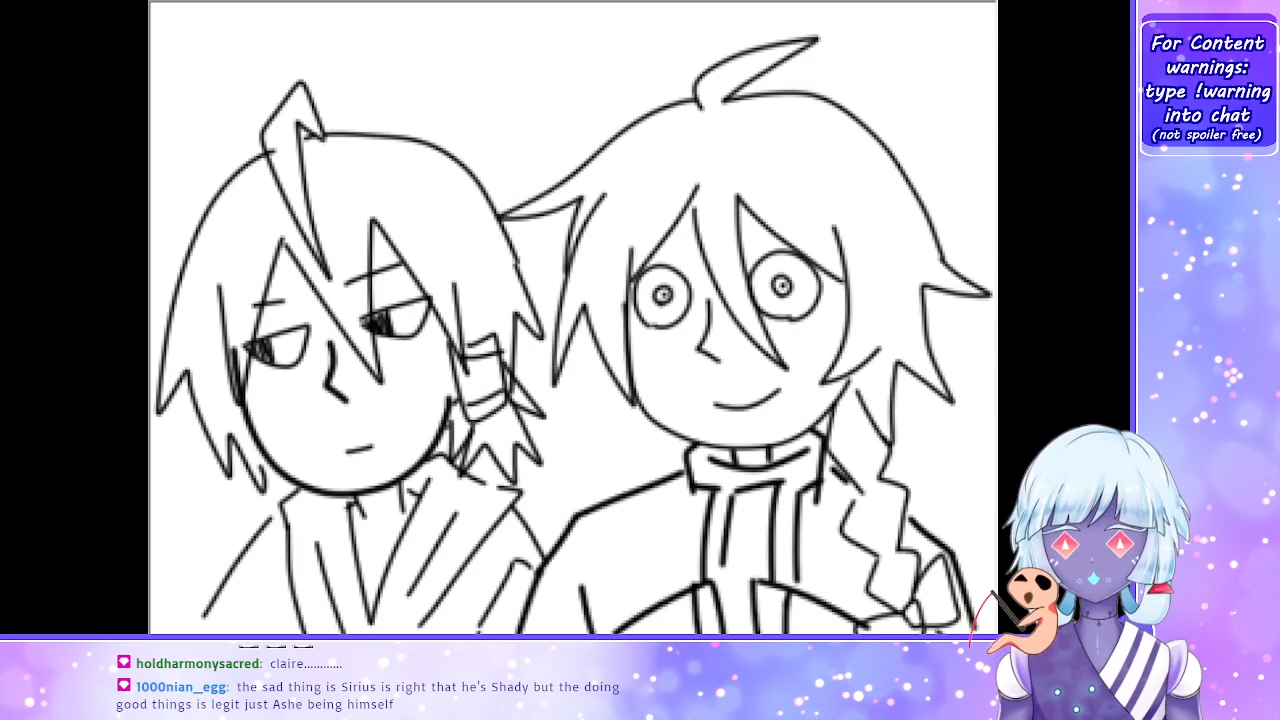 For Content
warnings:
type !warning
into chat
(not spoiler free)
holdharmonysacred: claire...........
1000nian_egg: the sad thing is Sirius is right that he's Shady but the doing
good things is legit just Ashe being himself